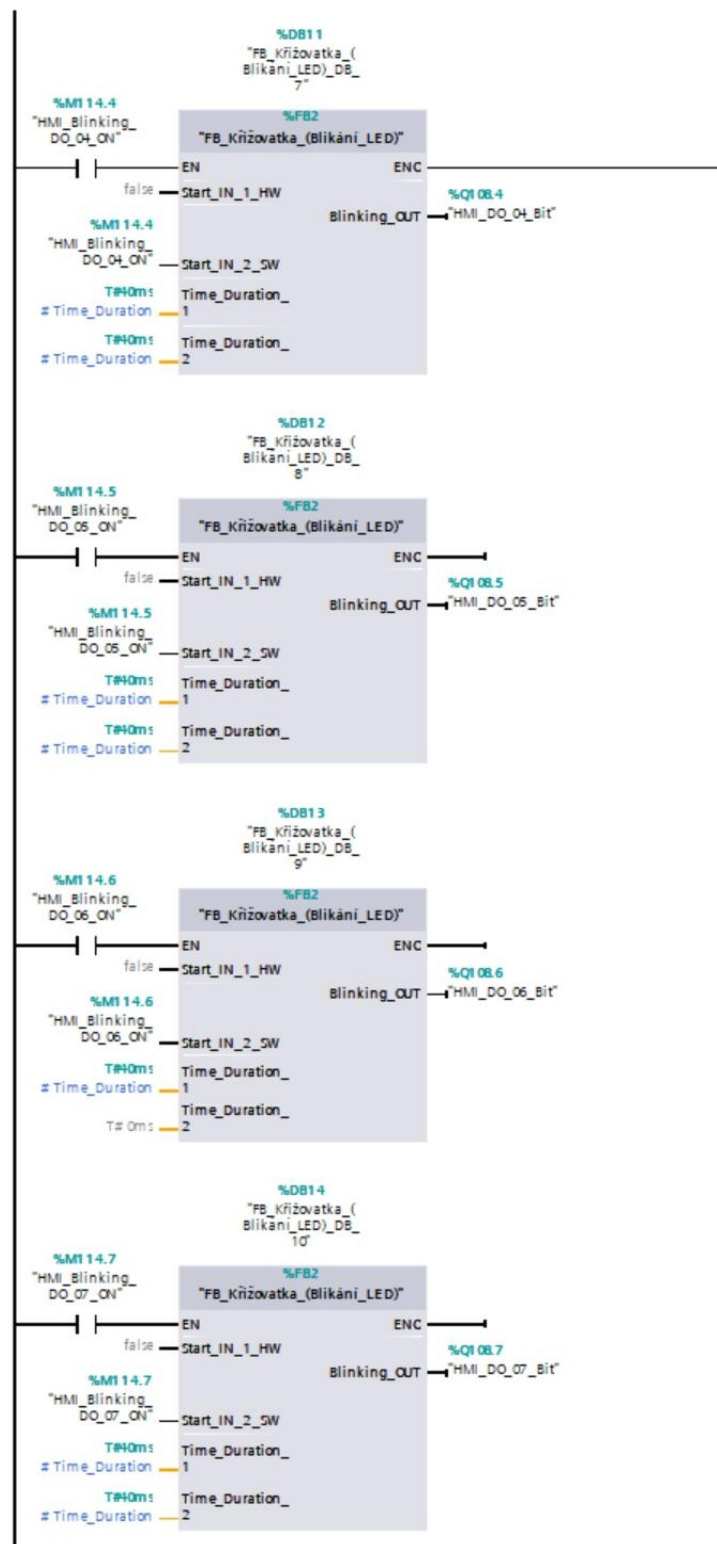 %DB11
"FB_Křižovatka_(
Blikání_LED)_DB_
7"
%M114.4
"HMI_Blinking_
DO_04_ON"
%FB2
"FB_Křižovatka_(Blikání_LED)"
EN ENO
false Start_IN_1_HW
Blinking_OUT %Q108.4
"HMI_DO_04_Bit"
%M114.4
"HMI_Blinking_
DO_04_ON" Start_IN_2_SW
T#40ms Time_Duration_
#Time_Duration 1
T#40ms Time_Duration_
#Time_Duration 2
%DB12
"FB_Křižovatka_(
Blikání_LED)_DB_
8"
%M114.5
"HMI_Blinking_
DO_05_ON"
%FB2
"FB_Křižovatka_(Blikání_LED)"
EN ENO
false Start_IN_1_HW
Blinking_OUT %Q108.5
"HMI_DO_05_Bit"
%M114.5
"HMI_Blinking_
DO_05_ON" Start_IN_2_SW
T#40ms Time_Duration_
#Time_Duration 1
T#40ms Time_Duration_
#Time_Duration 2
%DB13
"FB_Křižovatka_(
Blikání_LED)_DB_
9"
%M114.6
"HMI_Blinking_
DO_06_ON"
%FB2
"FB_Křižovatka_(Blikání_LED)"
EN ENO
false Start_IN_1_HW
Blinking_OUT %Q108.6
"HMI_DO_06_Bit"
%M114.6
"HMI_Blinking_
DO_06_ON" Start_IN_2_SW
T#40ms Time_Duration_
#Time_Duration 1
Time_Duration_
T#0ms 2
%DB14
"FB_Křižovatka_(
Blikání_LED)_DB_
10"
%M114.7
"HMI_Blinking_
DO_07_ON"
%FB2
"FB_Křižovatka_(Blikání_LED)"
EN ENO
false Start_IN_1_HW
Blinking_OUT %Q108.7
"HMI_DO_07_Bit"
%M114.7
"HMI_Blinking_
DO_07_ON" Start_IN_2_SW
T#40ms Time_Duration_
#Time_Duration 1
T#40ms Time_Duration_
#Time_Duration 2